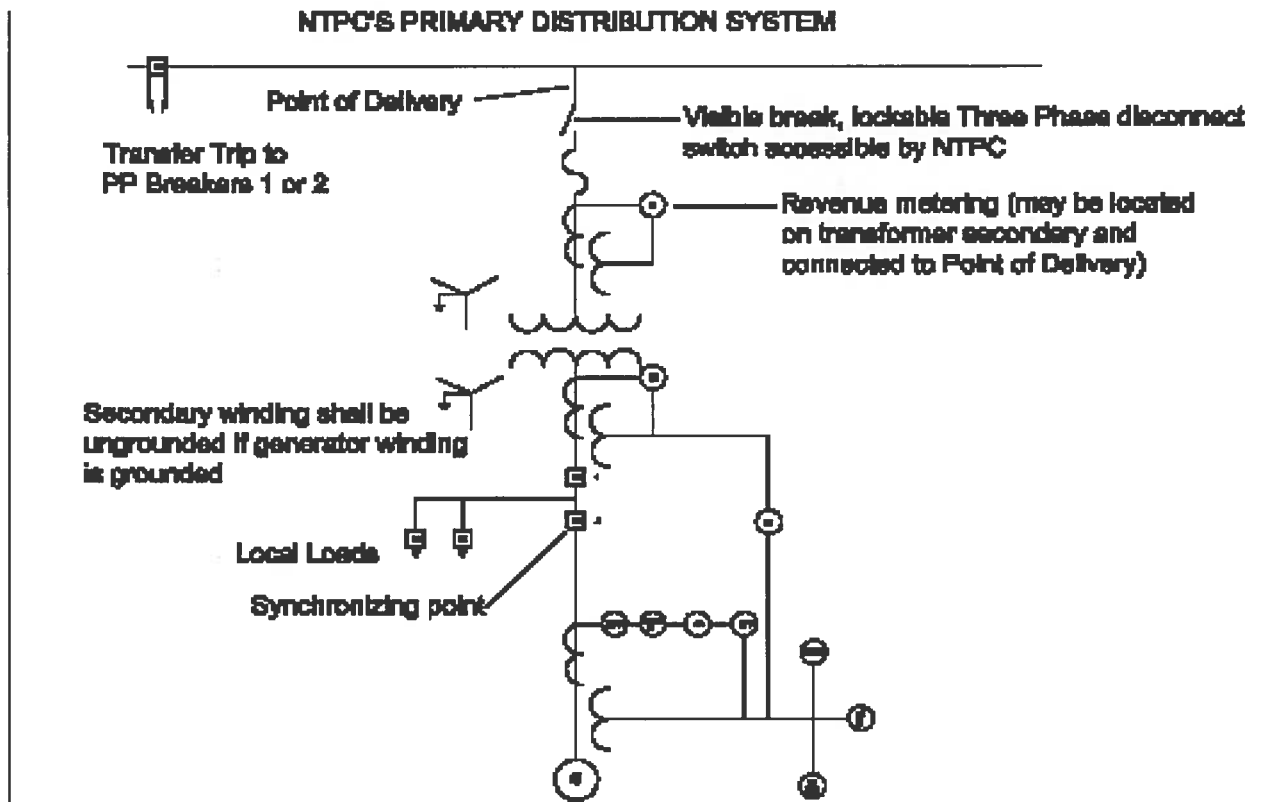 NTPC'S PRIMARY DISTRIBUTION SYSTEM
Point of Delivery
Visible break, lockable Three Phase disconnect
switch accessible by NTPC
Transfer Trip to
PP Breakers 1 or 2
Revenue metering (may be located
on transformer secondary and
connected to Point of Delivery)
Secondary winding shall be
ungrounded if generator winding
is grounded
Local Loads
Synchronizing point